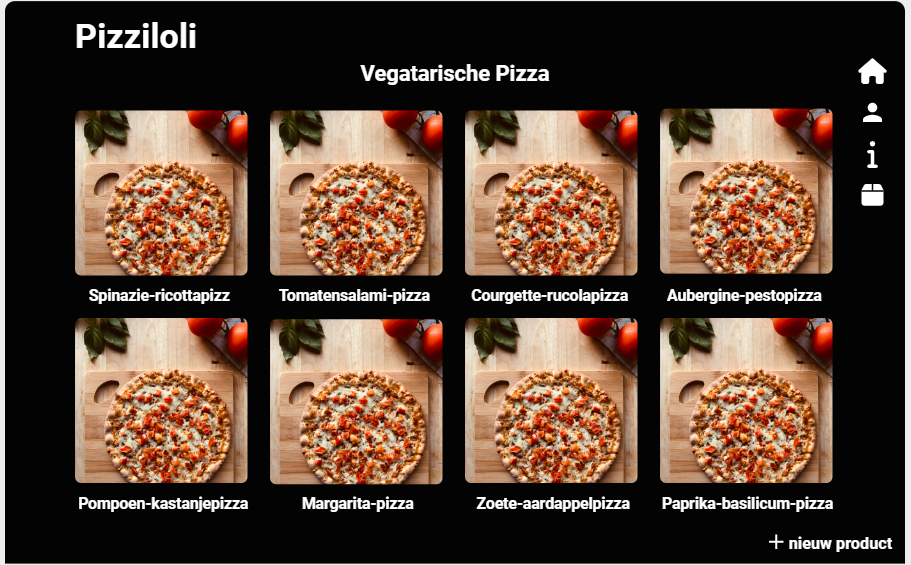 Pizziloli
Vegatarische Pizza
Spinazie-ricottapizz
Tomatensalami-pizza
Courgette-rucolapizza
Aubergine-pestopizza
Pompoen-kastanjepizza
Margarita-pizza
Zoete-aardappelpizza
Paprika-basilicum-pizza
+ nieuw product